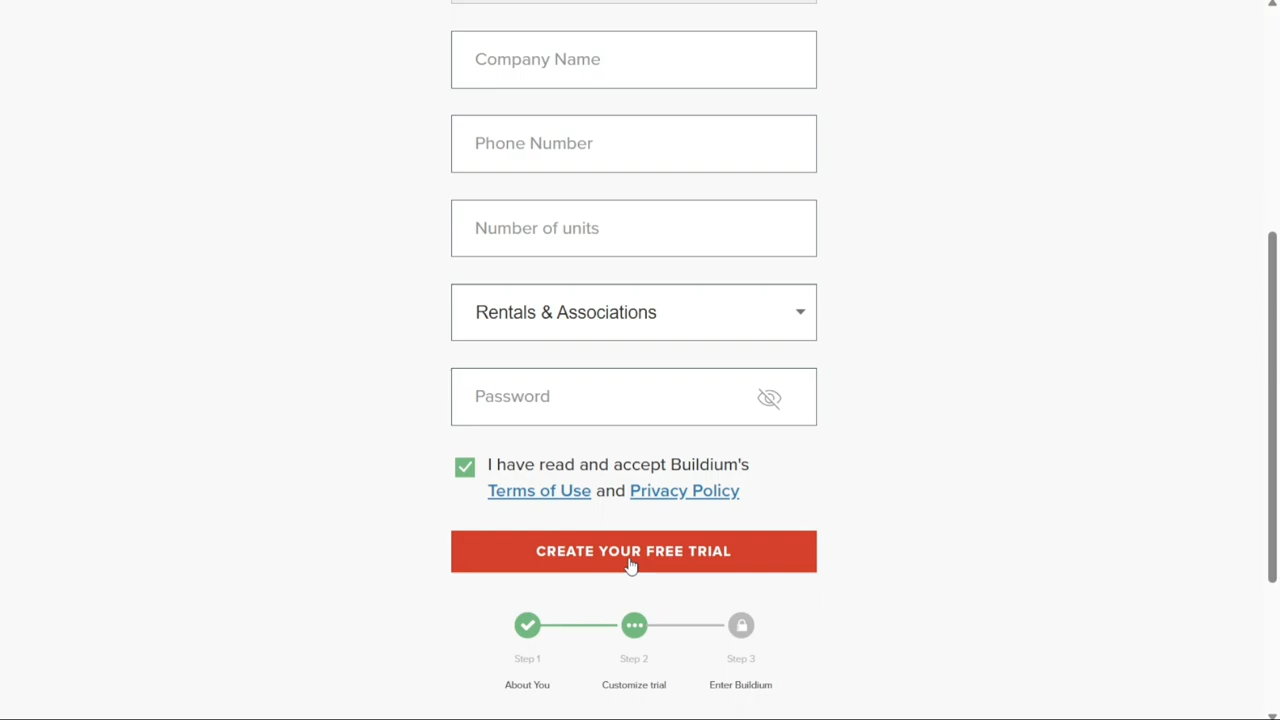 Company Name
Phone Number
Number of units
Rentals & Associations
Password
I have read and accept Buildium's
Terms of Use and Privacy Policy
CREATE YOUR FREE TRIAL
Step 1 Step 2 Step 3
About You Customize trial Enter Buildium